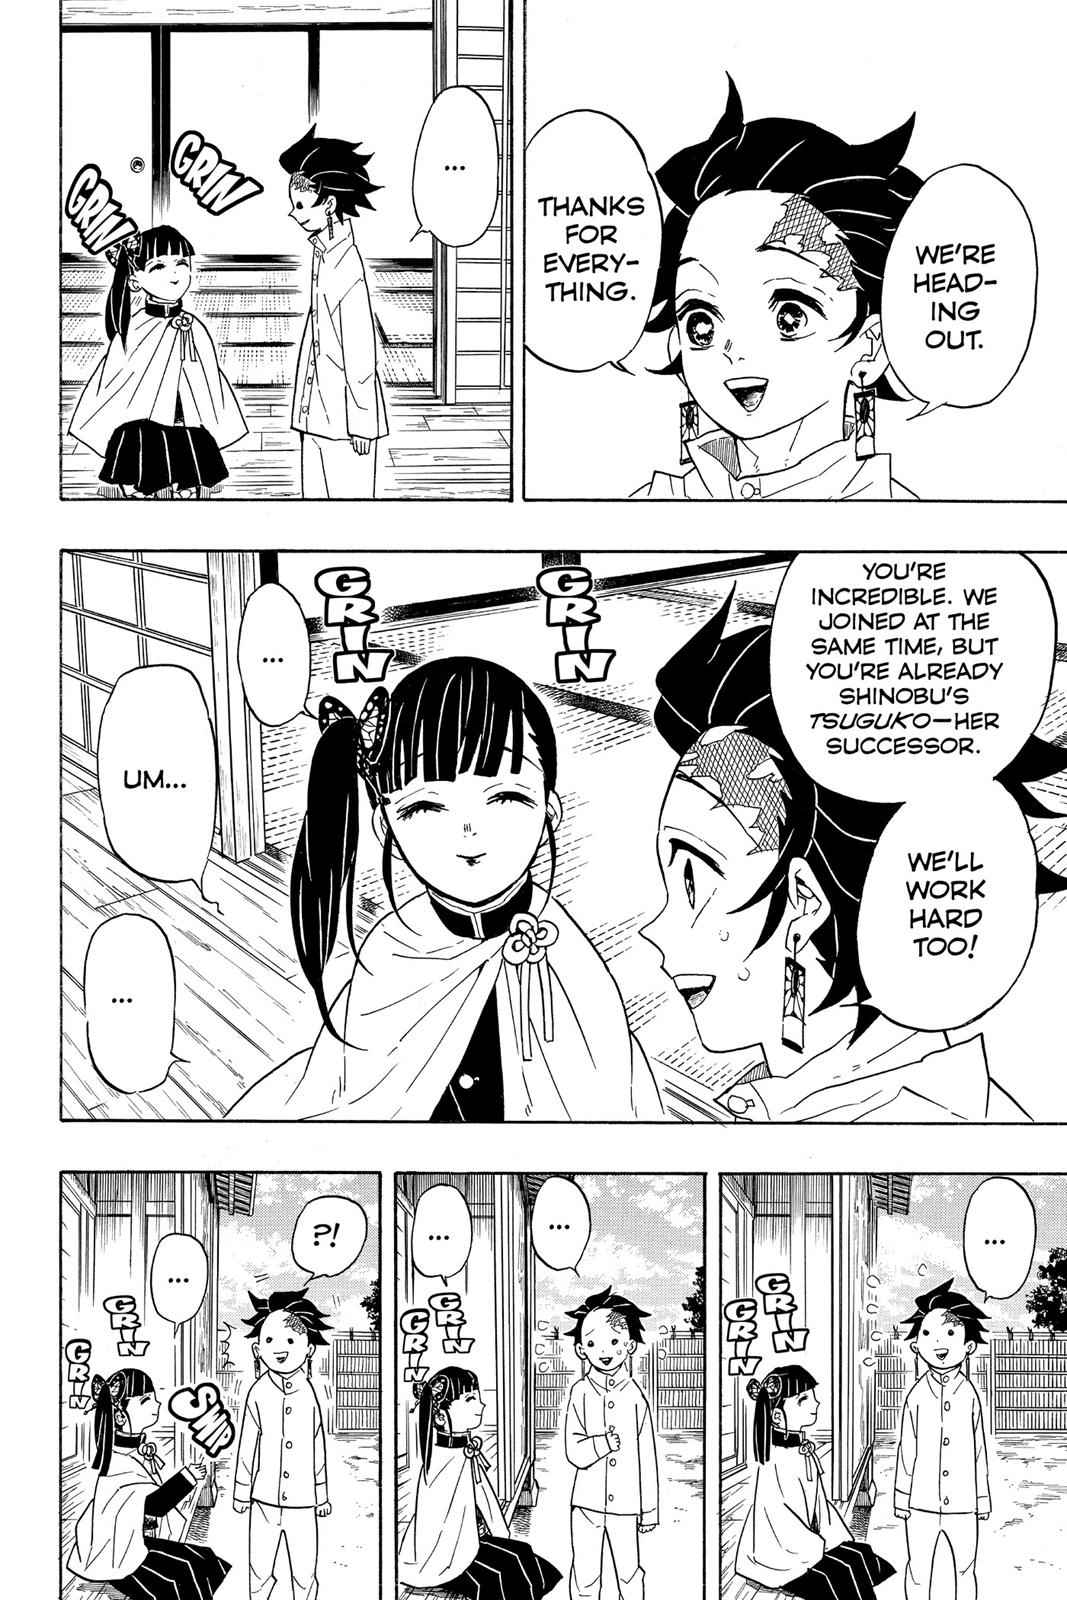 WE'RE
HEAD-
ING
OUT.
THANKS
FOR
EVERY-
THING.
...
GRIN
GRIN
YOU'RE
INCREDIBLE. WE
JOINED AT THE
SAME TIME, BUT
YOU'RE ALREADY
SHINOBU'S
TSUGUKO—HER
SUCCESSOR.
WE'LL
WORK
HARD
TOO!
GRIN
GRIN
...
UM...
...
...
GRIN
GRIN
...
...
GRIN
GRIN
?!
...
GRIN
GRIN
SWIP